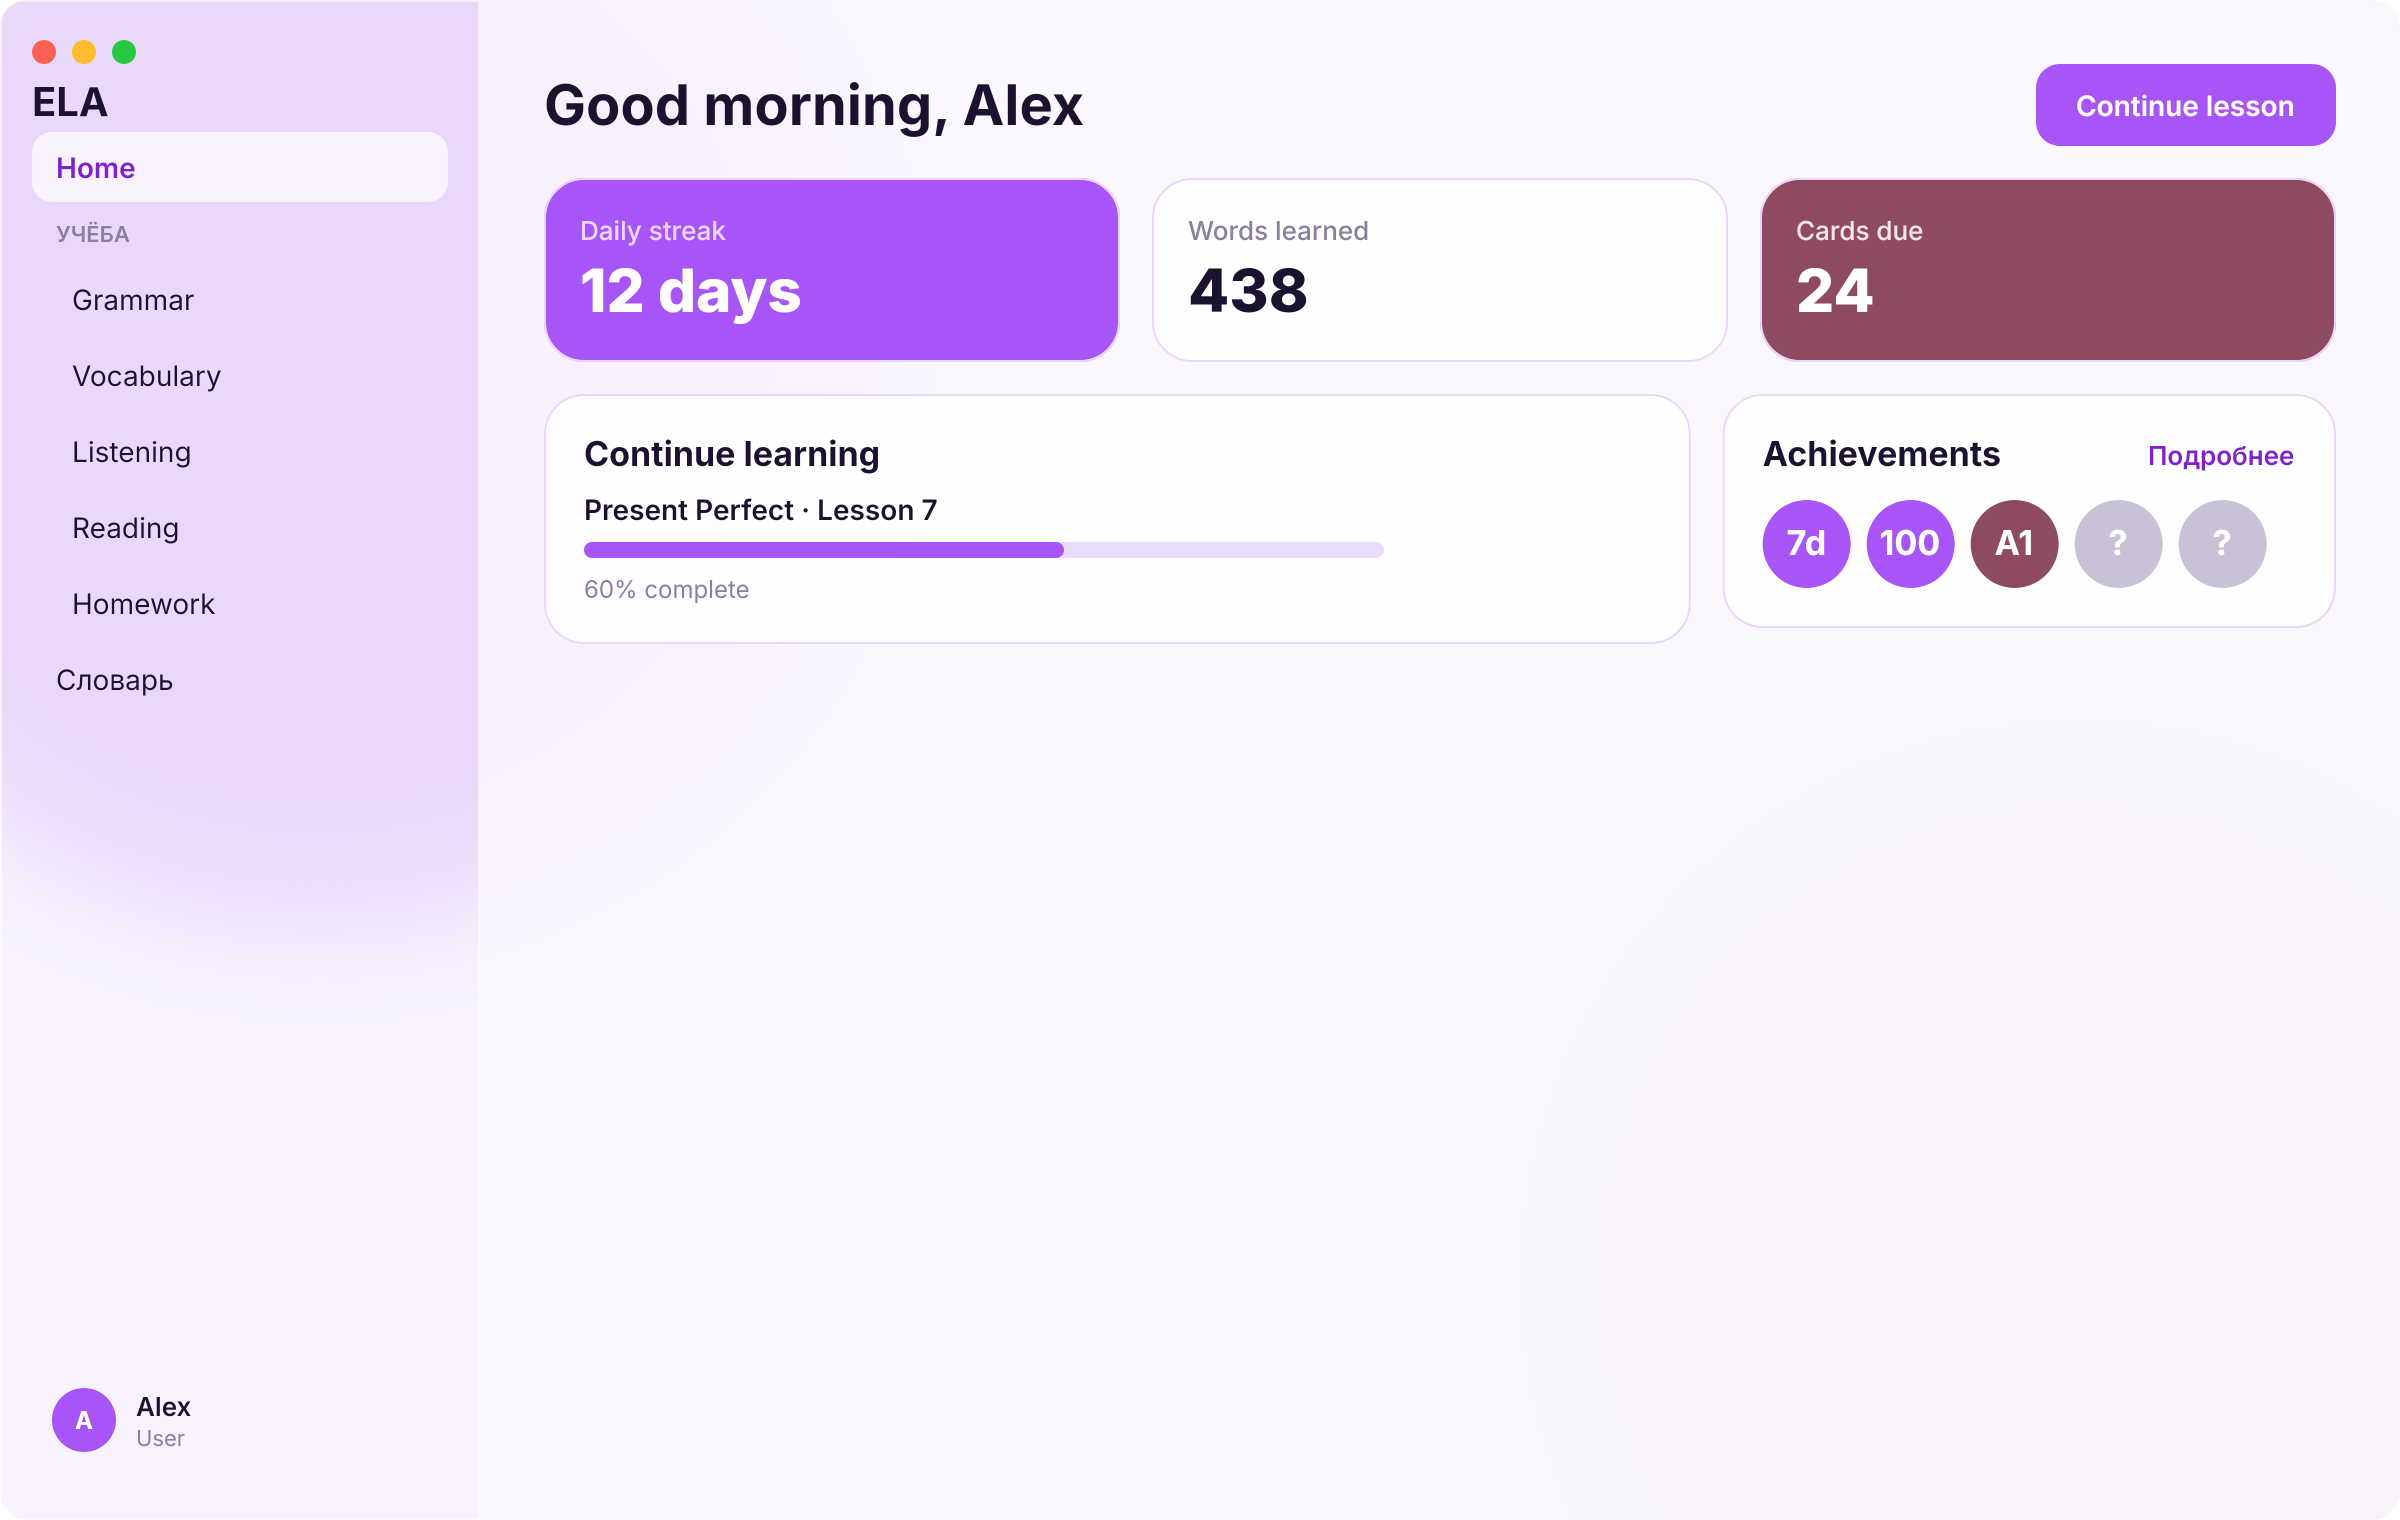 ELA
Home
УЧЁБА
Grammar
Vocabulary
Listening
Reading
Homework
Словарь
A
Alex
User
Good morning, Alex
Continue lesson
Daily streak
12 days
Words learned
438
Cards due
24
Continue learning
Present Perfect · Lesson 7
60% complete
Achievements
Подробнее
7d
100
A1
?
?